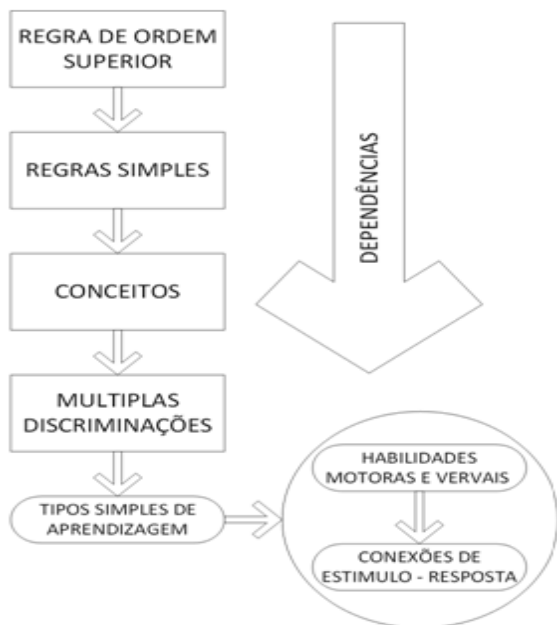 REGRA DE ORDEM
SUPERIOR
REGRAS SIMPLES
CONCEITOS
MULTIPLAS
DISCRIMINAÇÕES
TIPOS SIMPLES DE
APRENDIZAGEM
DEPENDÊNCIAS
HABILIDADES
MOTORAS E VERVAIS
CONEXÕES DE
ESTIMULO - RESPOSTA